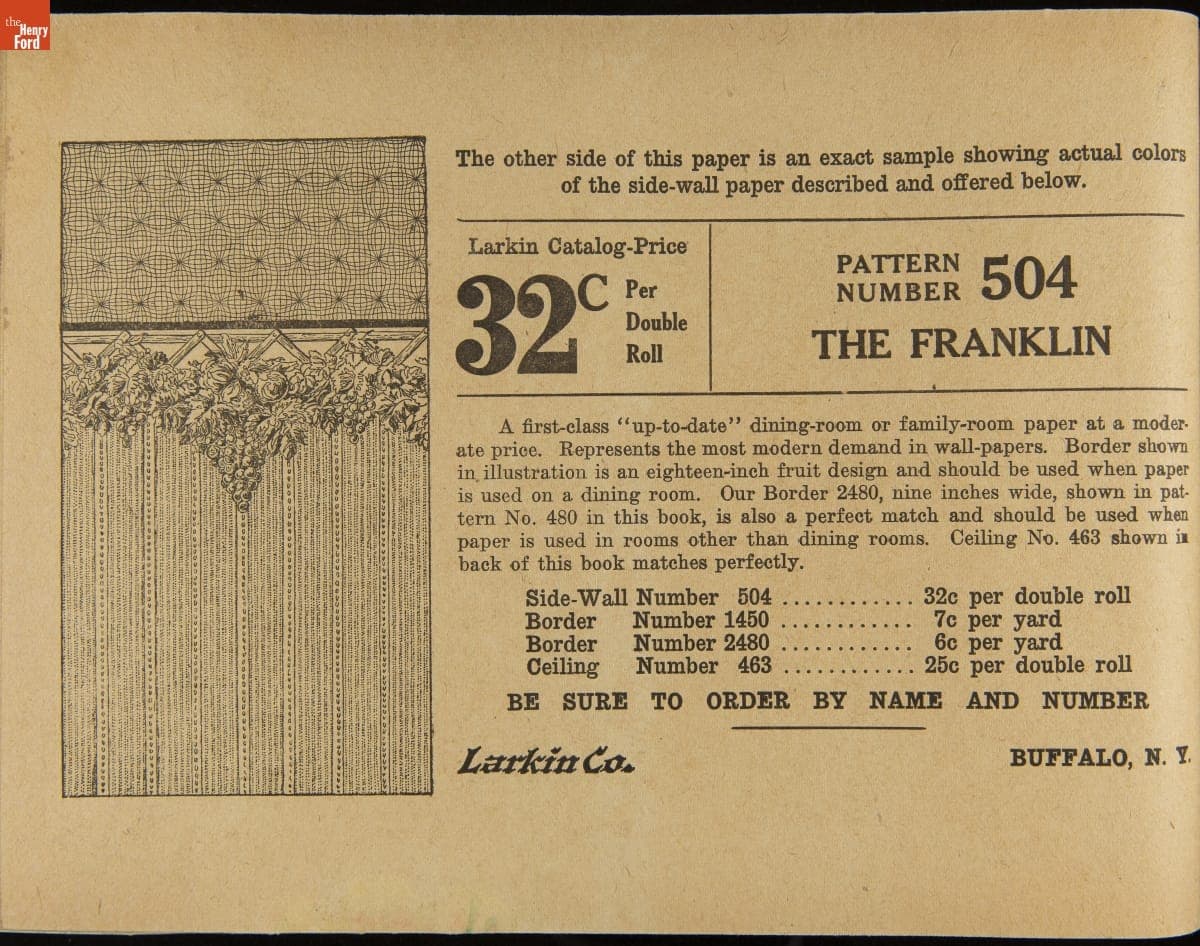 the
Henry
Ford
The other side of this paper is an exact sample showing actual colors
of the side-wall paper described and offered below.
Larkin Catalog-Price
32c Per
Double
Roll
PATTERN
NUMBER 504
THE FRANKLIN
A first-class “up-to-date” dining-room or family-room paper at a moder-
ate price. Represents the most modern demand in wall-papers. Border shown
in illustration is an eighteen-inch fruit design and should be used when paper
is used on a dining room. Our Border 2480, nine inches wide, shown in pat-
tern No. 480 in this book, is also a perfect match and should be used when
paper is used in rooms other than dining rooms. Ceiling No. 463 shown in
back of this book matches perfectly.
Side-Wall Number 504 ............ 32c per double roll
Border Number 1450 ............ 7c per yard
Border Number 2480 ............ 6c per yard
Ceiling Number 463 ............ 25c per double roll
BE SURE TO ORDER BY NAME AND NUMBER
Larkin Co. BUFFALO, N. Y.